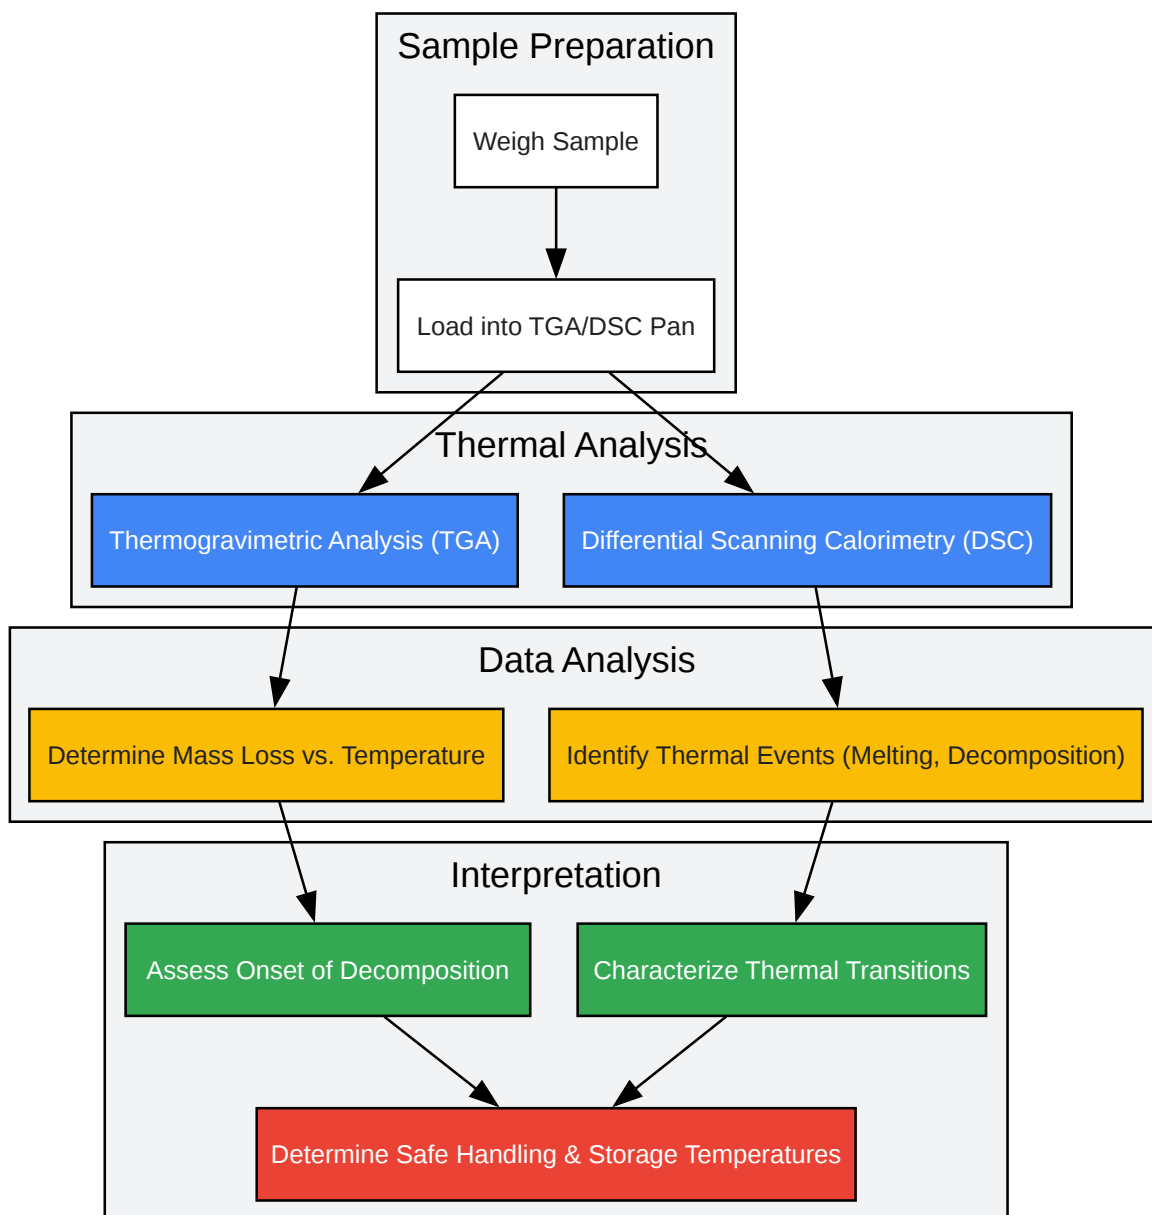 Sample Preparation
Weigh Sample
Load into TGA/DSC Pan
Thermal Analysis
Thermogravimetric Analysis (TGA)
Differential Scanning Calorimetry (DSC)
Data Analysis
Determine Mass Loss vs. Temperature
Identify Thermal Events (Melting, Decomposition)
Interpretation
Assess Onset of Decomposition
Characterize Thermal Transitions
Determine Safe Handling & Storage Temperatures